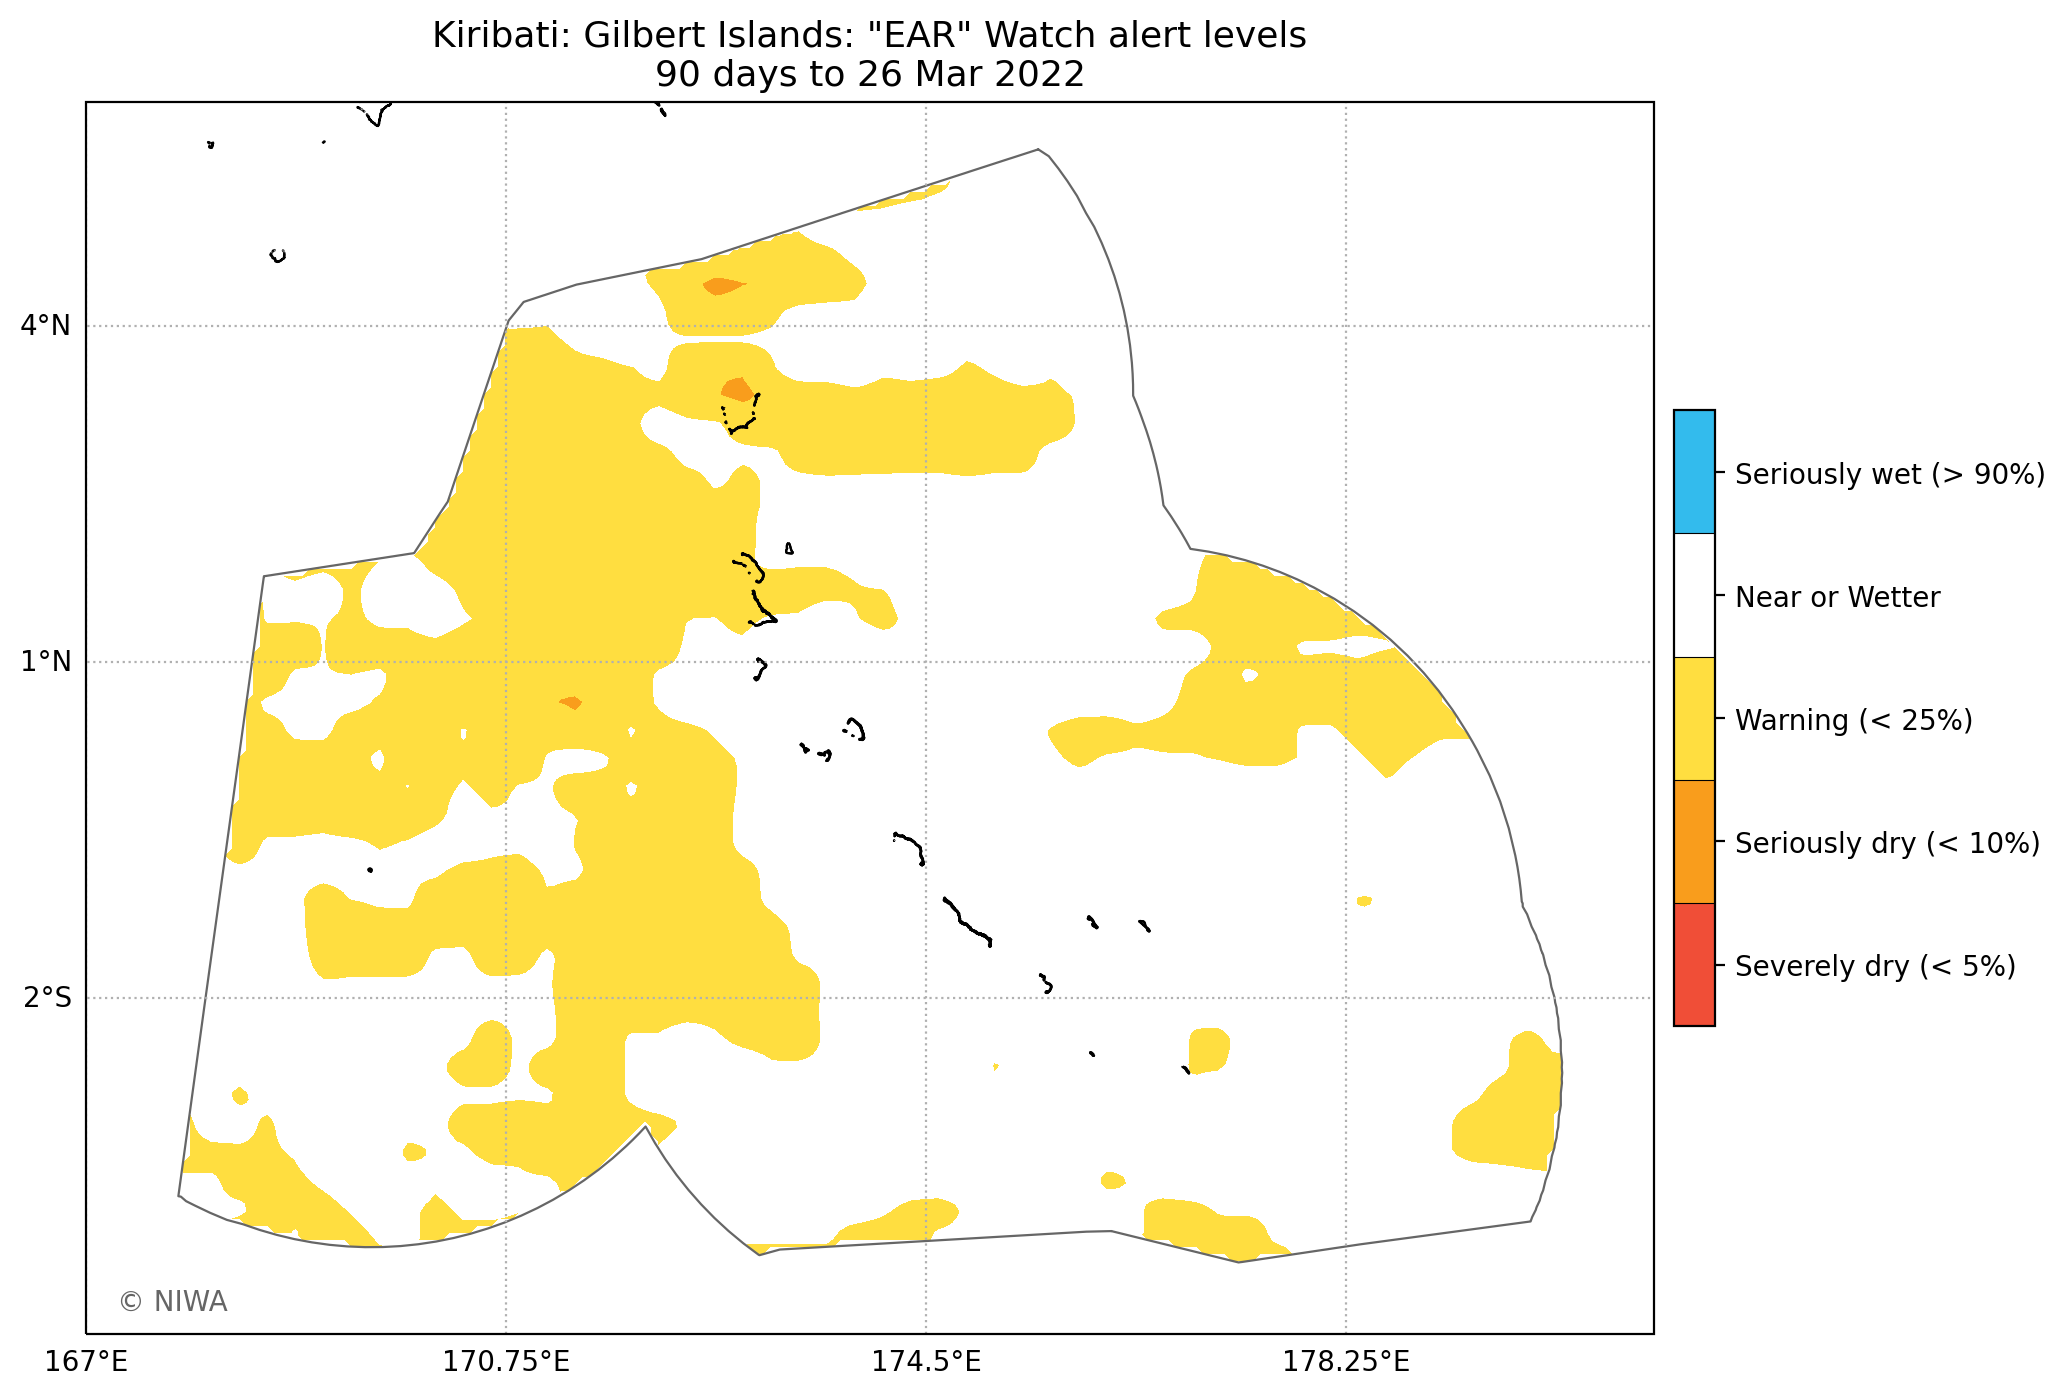 Kiribati: Gilbert Islands: "EAR" Watch alert levels
90 days to 26 Mar 2022
4°N
1°N
2°S
167°E
170.75°E
174.5°E
178.25°E
© NIWA
Seriously wet (> 90%)
Near or Wetter
Warning (< 25%)
Seriously dry (< 10%)
Severely dry (< 5%)